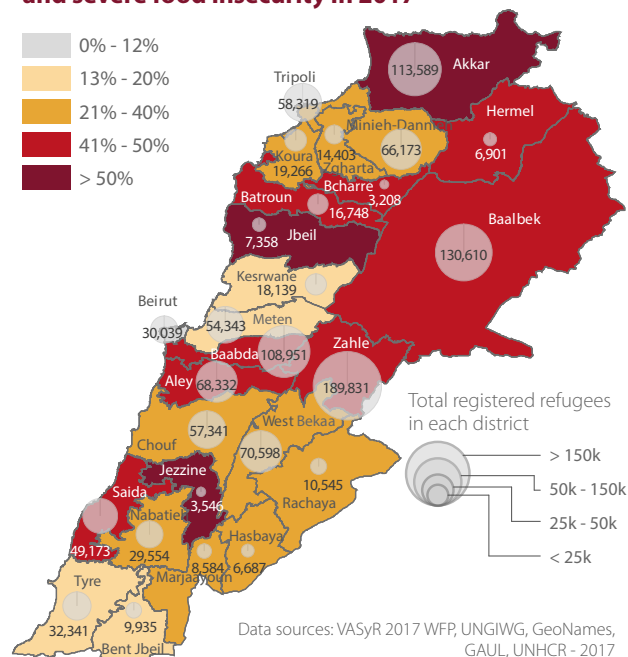 and severe food insecurity in 2017
0% - 12%
13% - 20%
21% - 40%
41% - 50%
> 50%
Tripoli
58,319
113,589
Akkar
Hermel
6,901
Minieh-Dannieh
66,173
Koura
19,266
14,403
Zgharta
Bcharre
3,208
Batroun
16,748
Baalbek
130,610
7,358
Jbeil
Kesrwane
18,139
Beirut
30,039
54,343
Meten
Zahle
189,831
Baabda
108,951
Aley
68,332
57,341
Chouf
West Bekaa
70,598
Jezzine
3,546
10,545
Rachaya
Saida
49,173
Nabatieh
29,554
Hasbaya
6,687
8,584
Marjaayoun
Tyre
32,341
9,935
Bent Jbeil
Total registered refugees
in each district
> 150k
50k - 150k
25k - 50k
< 25k
Data sources: VASyR 2017 WFP, UNGIWG, GeoNames,
GAUL, UNHCR - 2017